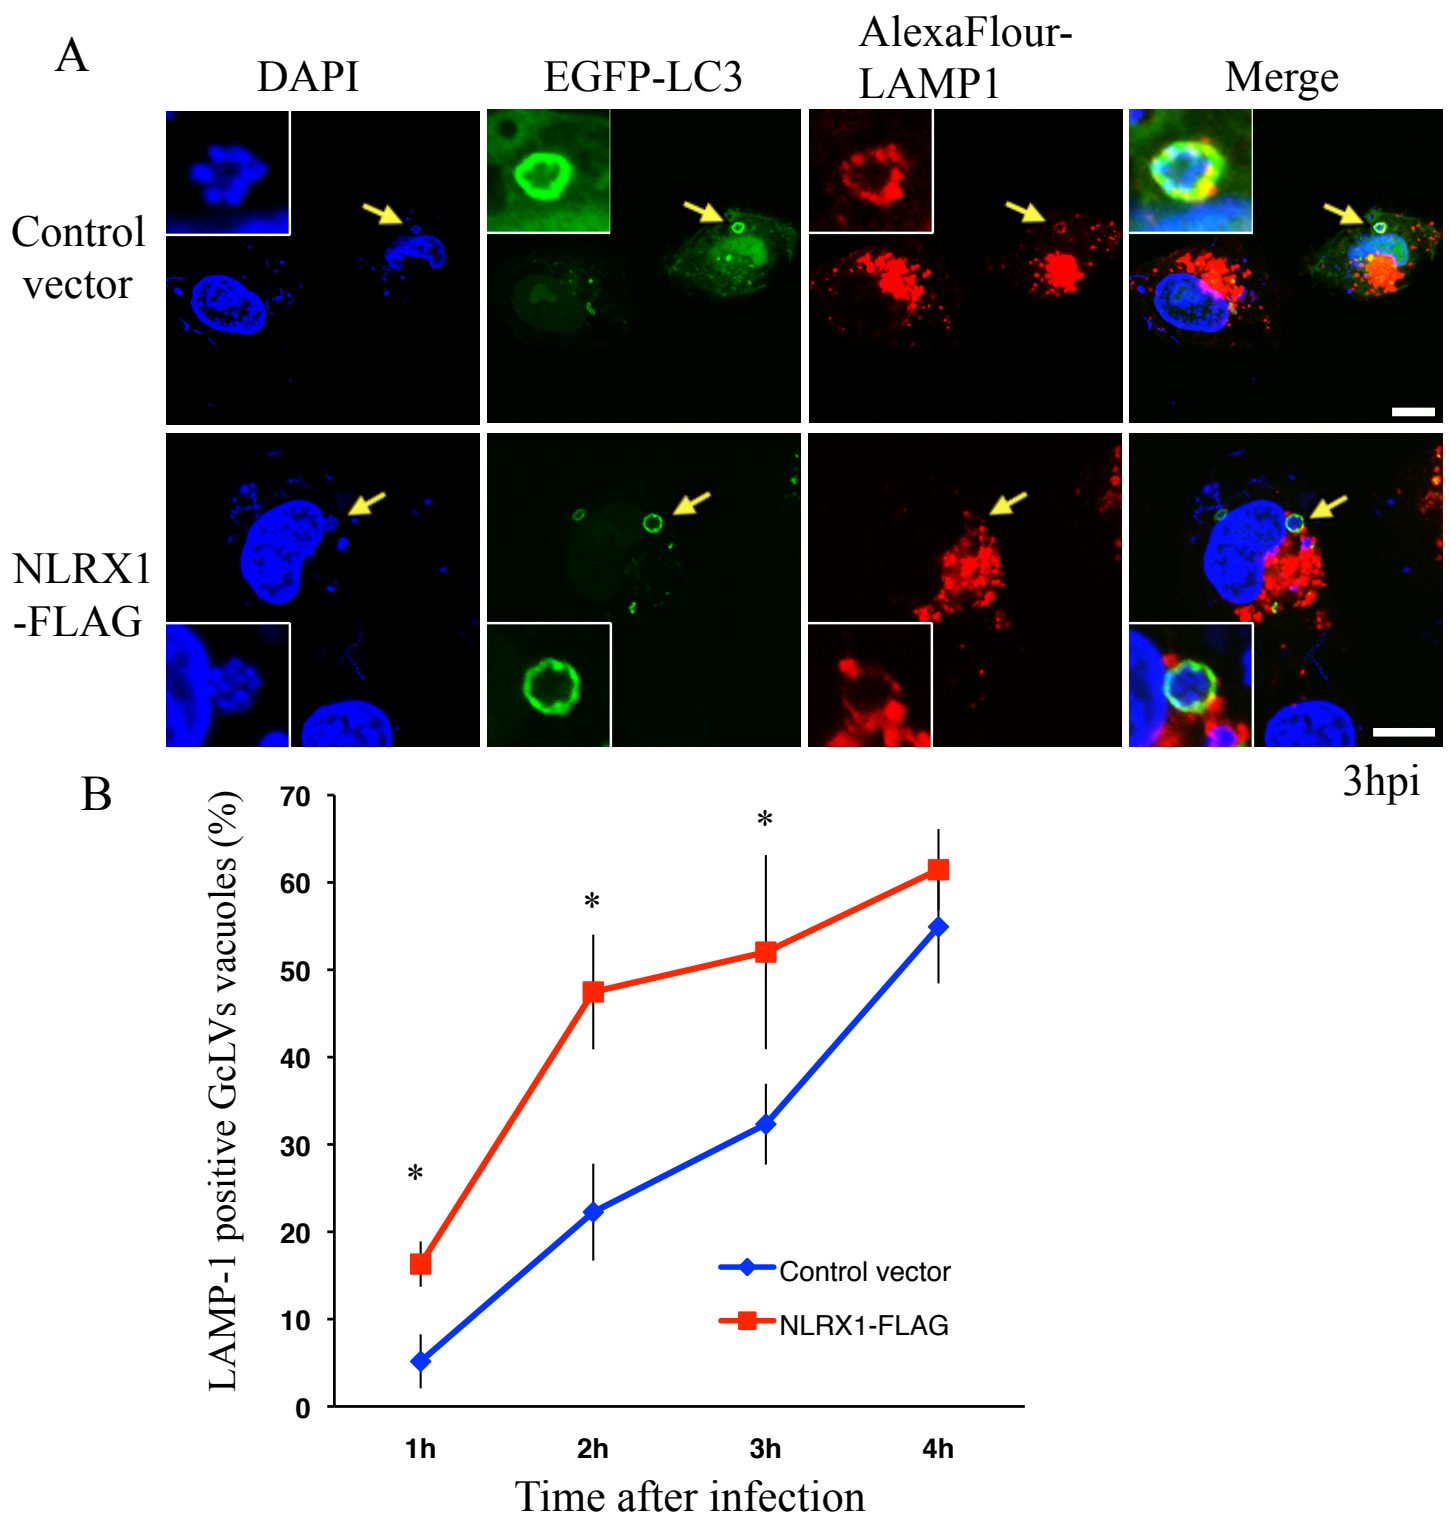 A
DAPI
EGFP-LC3
AlexaFlour-
LAMP1
Merge
Control
vector
NLRX1
-FLAG
3hpi
B
LAMP-1 positive GcLVs vacuoles (%)
70
60
50
40
30
20
10
0
*
*
*
Control vector
NLRX1-FLAG
1h
2h
3h
4h
Time after infection